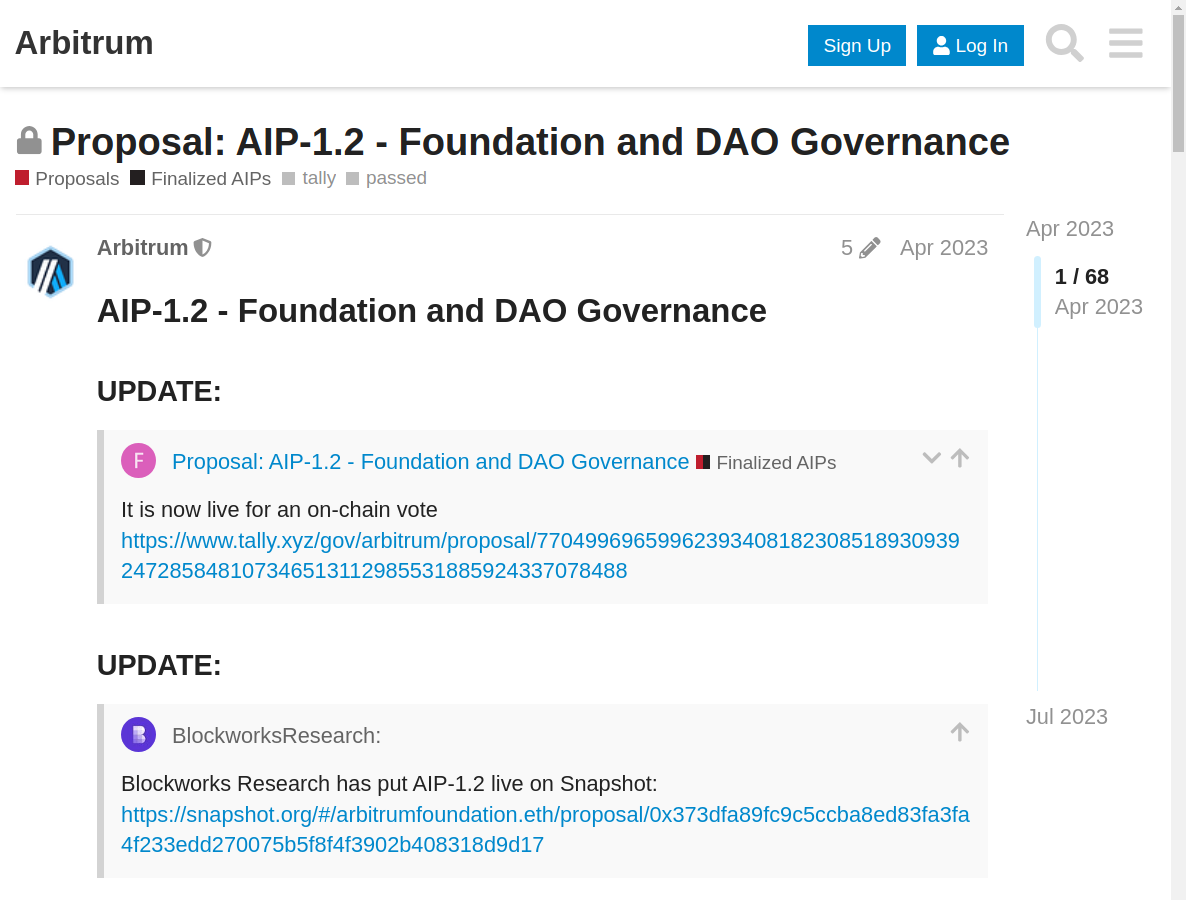 Arbitrum
Sign Up
Log In
Proposal: AIP-1.2 - Foundation and DAO Governance
Proposals Finalized AIPs tally passed
Arbitrum 5 Apr 2023
AIP-1.2 - Foundation and DAO Governance
UPDATE:
F Proposal: AIP-1.2 - Foundation and DAO Governance Finalized AIPs
It is now live for an on-chain vote
https://www.tally.xyz/gov/arbitrum/proposal/77049969659962393408182308518930939
247285848107346513112985531885924337078488
UPDATE:
B BlockworksResearch:
Blockworks Research has put AIP-1.2 live on Snapshot:
https://snapshot.org/#/arbitrumfoundation.eth/proposal/0x373dfa89fc9c5ccba8ed83fa3fa
4f233edd270075b5f8f4f3902b408318d9d17
Apr 2023
1 / 68
Apr 2023
Jul 2023